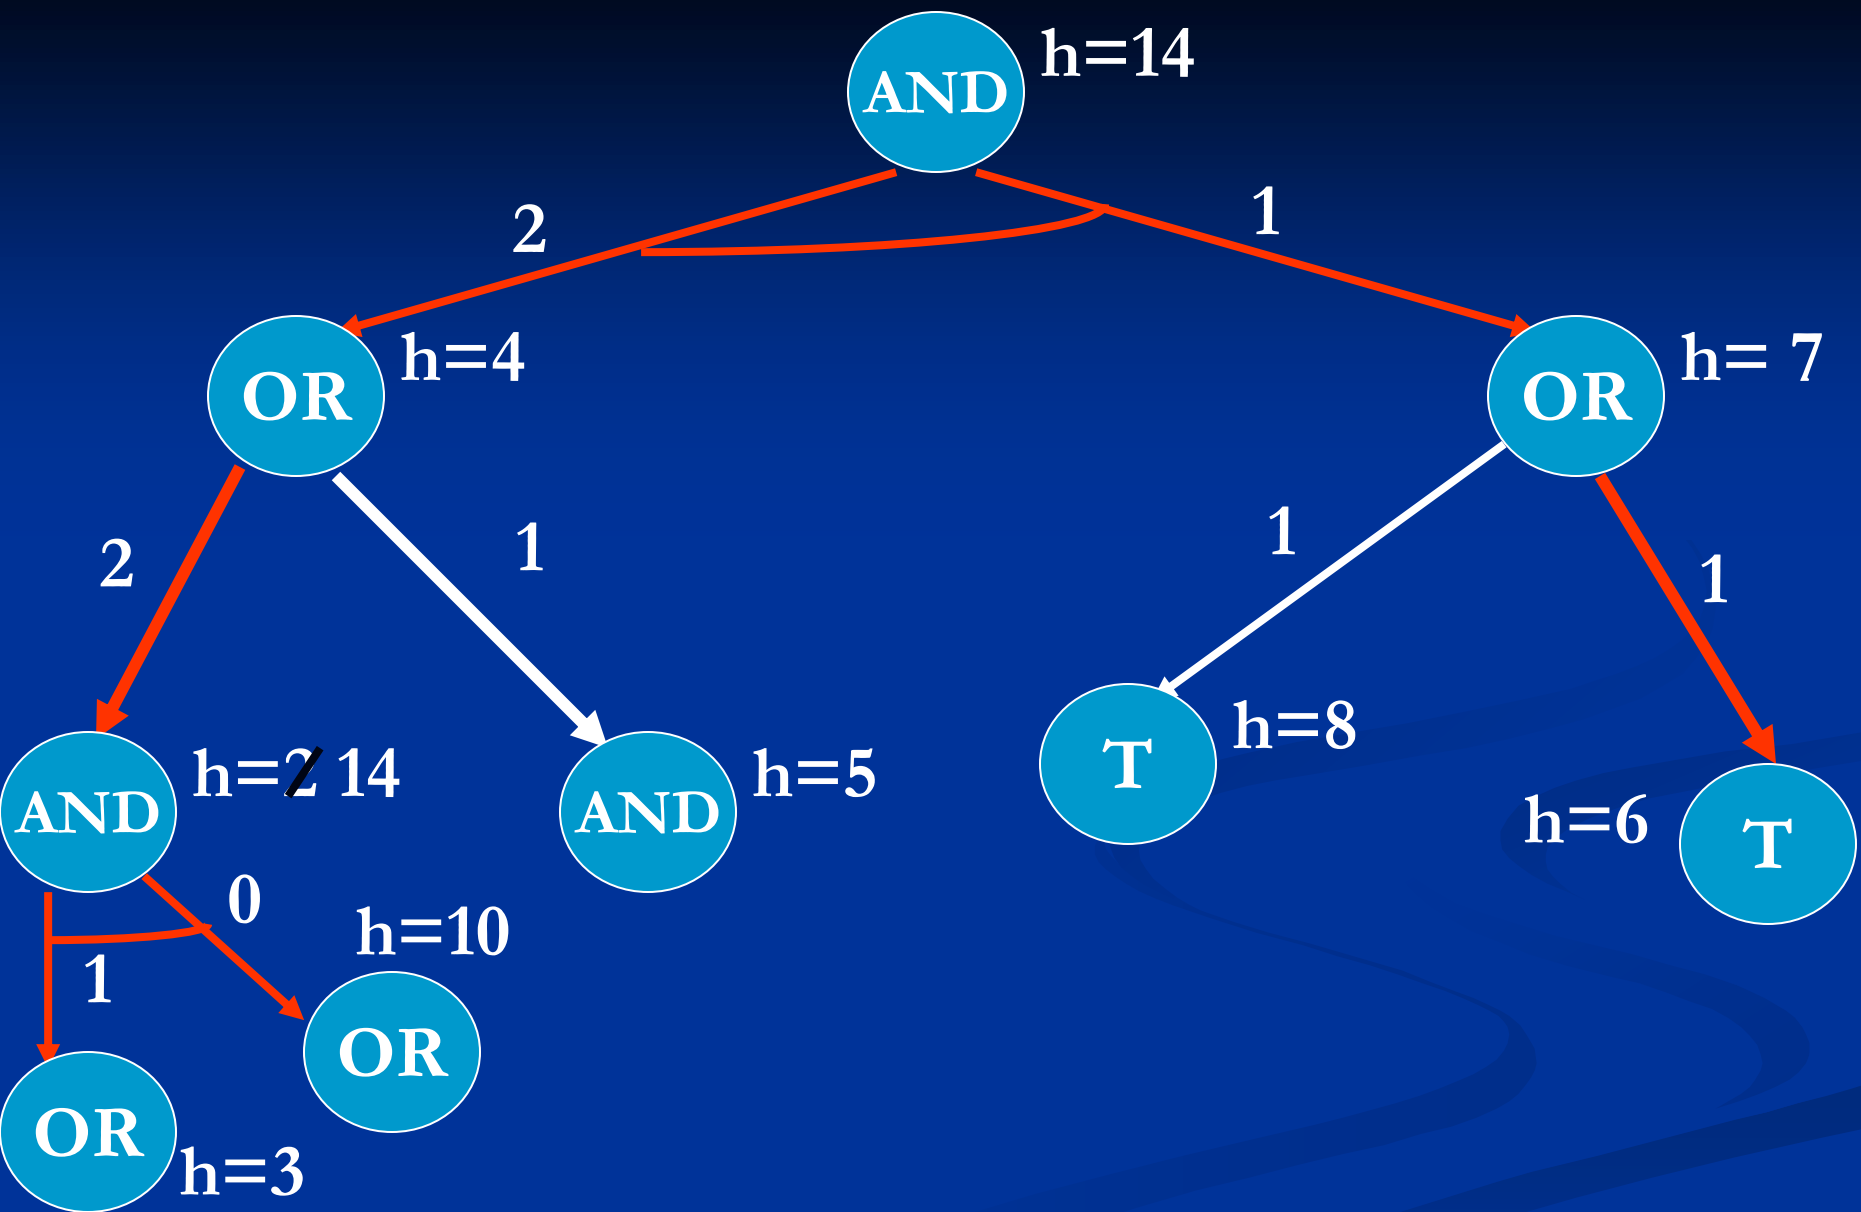 AND
h=14
2
1
OR
h=4
OR
h= 7
2
1
1
1
AND
h=2 14
AND
h=5
T
h=8
h=6
T
0
1
h=10
OR
OR
h=3